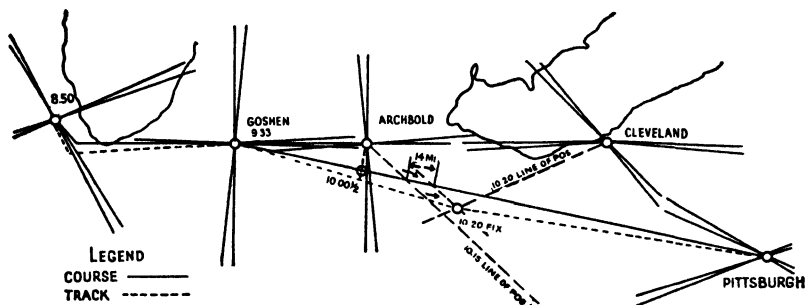 8.50
GOSHEN
9 33
ARCHBOLD
CLEVELAND
14 MI
10 00½
10.20 LINE OF POS
10.20 FIX
10.15 LINE OF POS
PITTSBURGH
LEGEND
COURSE
TRACK